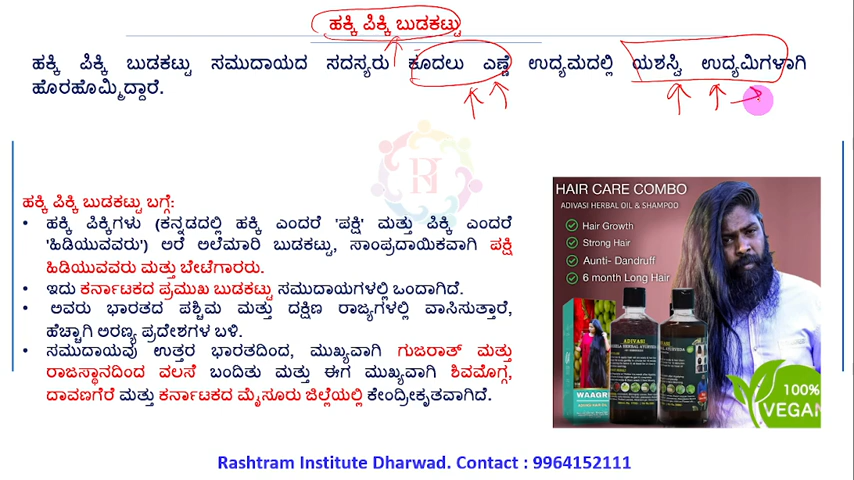 ಹಕ್ಕಿ ಪಿಕ್ಕಿ ಬುಡಕಟ್ಟು
ಹಕ್ಕಿ ಪಿಕ್ಕಿ ಬುಡಕಟ್ಟು ಸಮುದಾಯದ ಸದಸ್ಯರು ಕೂದಲು ಎಣ್ಣೆ ಉದ್ಯಮದಲ್ಲಿ ಯಶಸ್ವಿ ಉದ್ಯಮಿಗಳಾಗಿ
ಹೊರಹೊಮ್ಮಿದ್ದಾರೆ.
ಹಕ್ಕಿ ಪಿಕ್ಕಿ ಬುಡಕಟ್ಟು ಬಗ್ಗೆ:
• ಹಕ್ಕಿ ಪಿಕ್ಕಿಗಳು (ಕನ್ನಡದಲ್ಲಿ ಹಕ್ಕಿ ಎಂದರೆ 'ಪಕ್ಷಿ' ಮತ್ತು ಪಿಕ್ಕಿ ಎಂದರೆ
'ಹಿಡಿಯುವವರು') ಅರೆ ಅಲೆಮಾರಿ ಬುಡಕಟ್ಟು, ಸಾಂಪ್ರದಾಯಿಕವಾಗಿ ಪಕ್ಷಿ
ಹಿಡಿಯುವವರು ಮತ್ತು ಬೇಟೆಗಾರರು.
• ಇದು ಕರ್ನಾಟಕದ ಪ್ರಮುಖ ಬುಡಕಟ್ಟು ಸಮುದಾಯಗಳಲ್ಲಿ ಒಂದಾಗಿದೆ.
• ಅವರು ಭಾರತದ ಪಶ್ಚಿಮ ಮತ್ತು ದಕ್ಷಿಣ ರಾಜ್ಯಗಳಲ್ಲಿ ವಾಸಿಸುತ್ತಾರೆ,
ಹೆಚ್ಚಾಗಿ ಅರಣ್ಯ ಪ್ರದೇಶಗಳ ಬಳಿ.
• ಸಮುದಾಯವು ಉತ್ತರ ಭಾರತದಿಂದ, ಮುಖ್ಯವಾಗಿ ಗುಜರಾತ್ ಮತ್ತು
ರಾಜಸ್ಥಾನದಿಂದ ವಲಸೆ ಬಂದಿತು ಮತ್ತು ಈಗ ಮುಖ್ಯವಾಗಿ ಶಿವಮೊಗ್ಗ,
ದಾವಣಗೆರೆ ಮತ್ತು ಕರ್ನಾಟಕದ ಮೈಸೂರು ಜಿಲ್ಲೆಯಲ್ಲಿ ಕೇಂದ್ರೀಕೃತವಾಗಿದೆ.
HAIR CARE COMBO
ADIVASI HERBAL OIL & SHAMPOO
Hair Growth
Strong Hair
Aunti- Dandruff
6 month Long Hair
ADIVASI
ADIVASI
WAAGR
100%
VEGAN
Rashtram Institute Dharwad. Contact : 9964152111